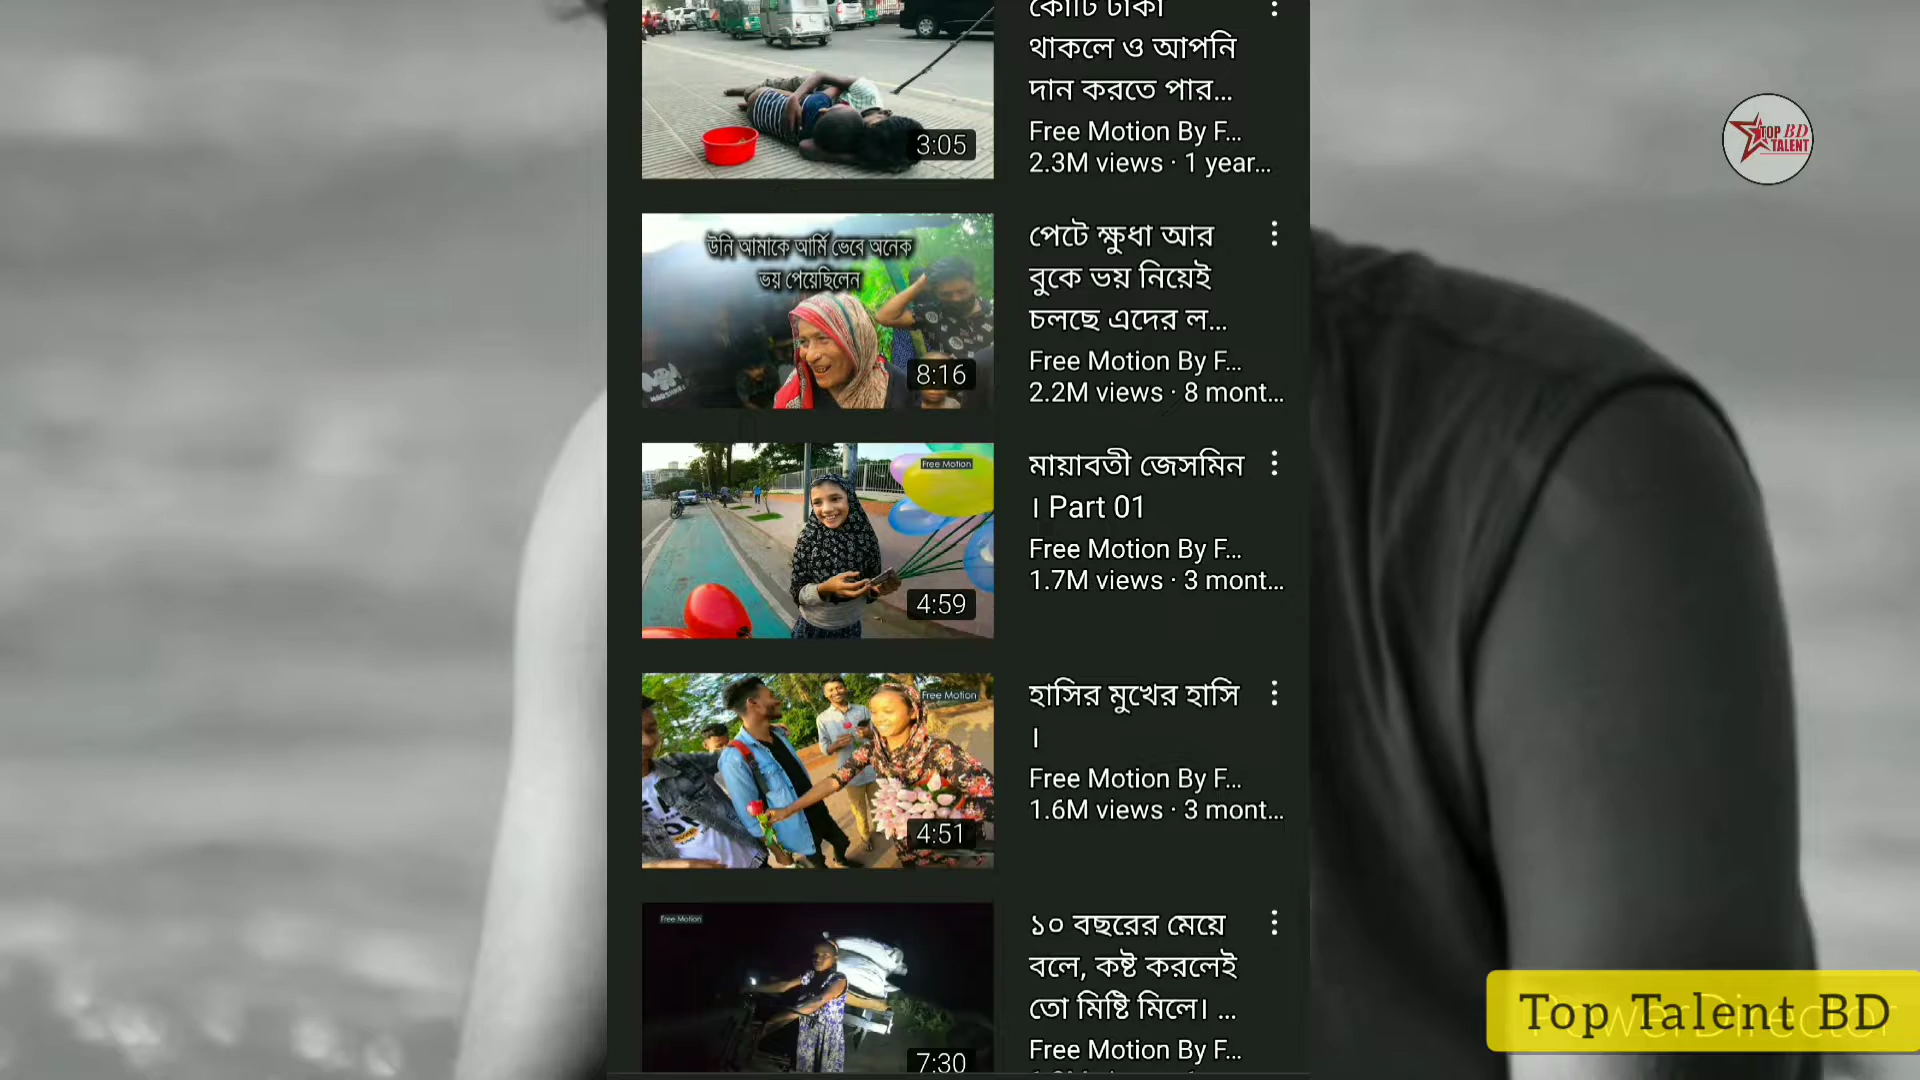 কোটি টাকা
থাকলে ও আপনি
দান করতে পার...
Free Motion By F...
2.3M views · 1 year...
3:05
উনি আমাকে আর্মি ভেবে অনেক
ভয় পেয়েছিলেন
8:16
পেটে ক্ষুধা আর
বুকে ভয় নিয়েই
চলছে এদের ল...
Free Motion By F...
2.2M views · 8 mont...
Free Motion
4:59
মায়াবতী জেসমিন
। Part 01
Free Motion By F...
1.7M views · 3 mont...
Free Motion
4:51
হাসির মুখের হাসি
।
Free Motion By F...
1.6M views · 3 mont...
Free Motion
7:30
১০ বছরের মেয়ে
বলে, কষ্ট করলেই
তো মিষ্টি মিলে। ...
Free Motion By F...
TOP BD
TALENT
Top Talent BD
PowerDirector